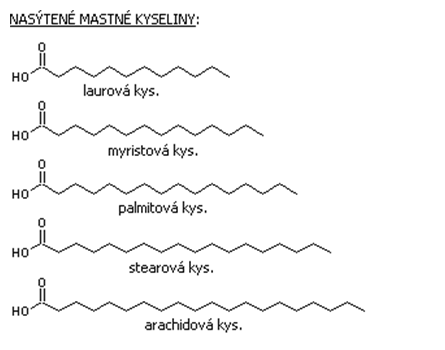 NASÝTENÉ MASTNÉ KYSELINY:
O
HO
laurová kys.
O
HO
myristová kys.
O
HO
palmitová kys.
O
HO
stearová kys.
O
HO
arachidová kys.